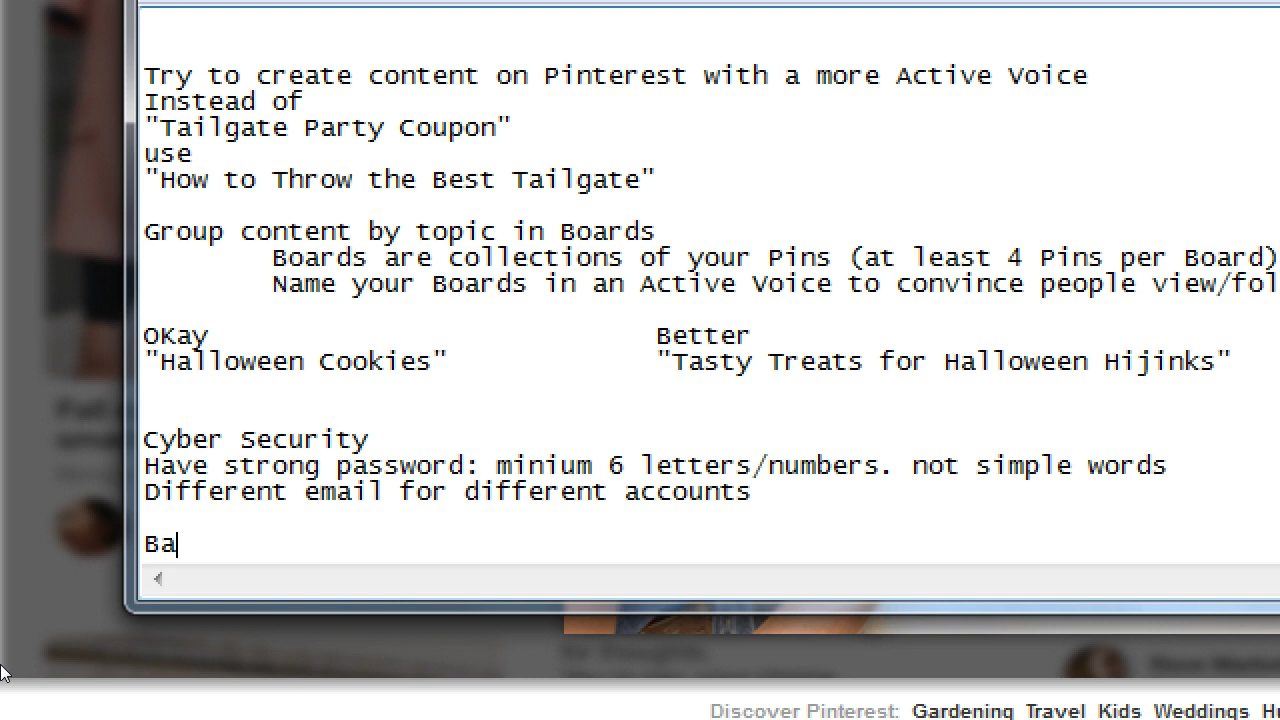 Try to create content on Pinterest with a more Active Voice
Instead of
"Tailgate Party Coupon"
use
"How to Throw the Best Tailgate"
Group content by topic in Boards
Boards are collections of your Pins (at least 4 Pins per Board)
Name your Boards in an Active Voice to convince people view/fol
OKay Better
"Halloween Cookies" "Tasty Treats for Halloween Hijinks"
Cyber Security
Have strong password: minium 6 letters/numbers. not simple words
Different email for different accounts
Ba
Discover Pinterest: Gardening Travel Kids Weddings